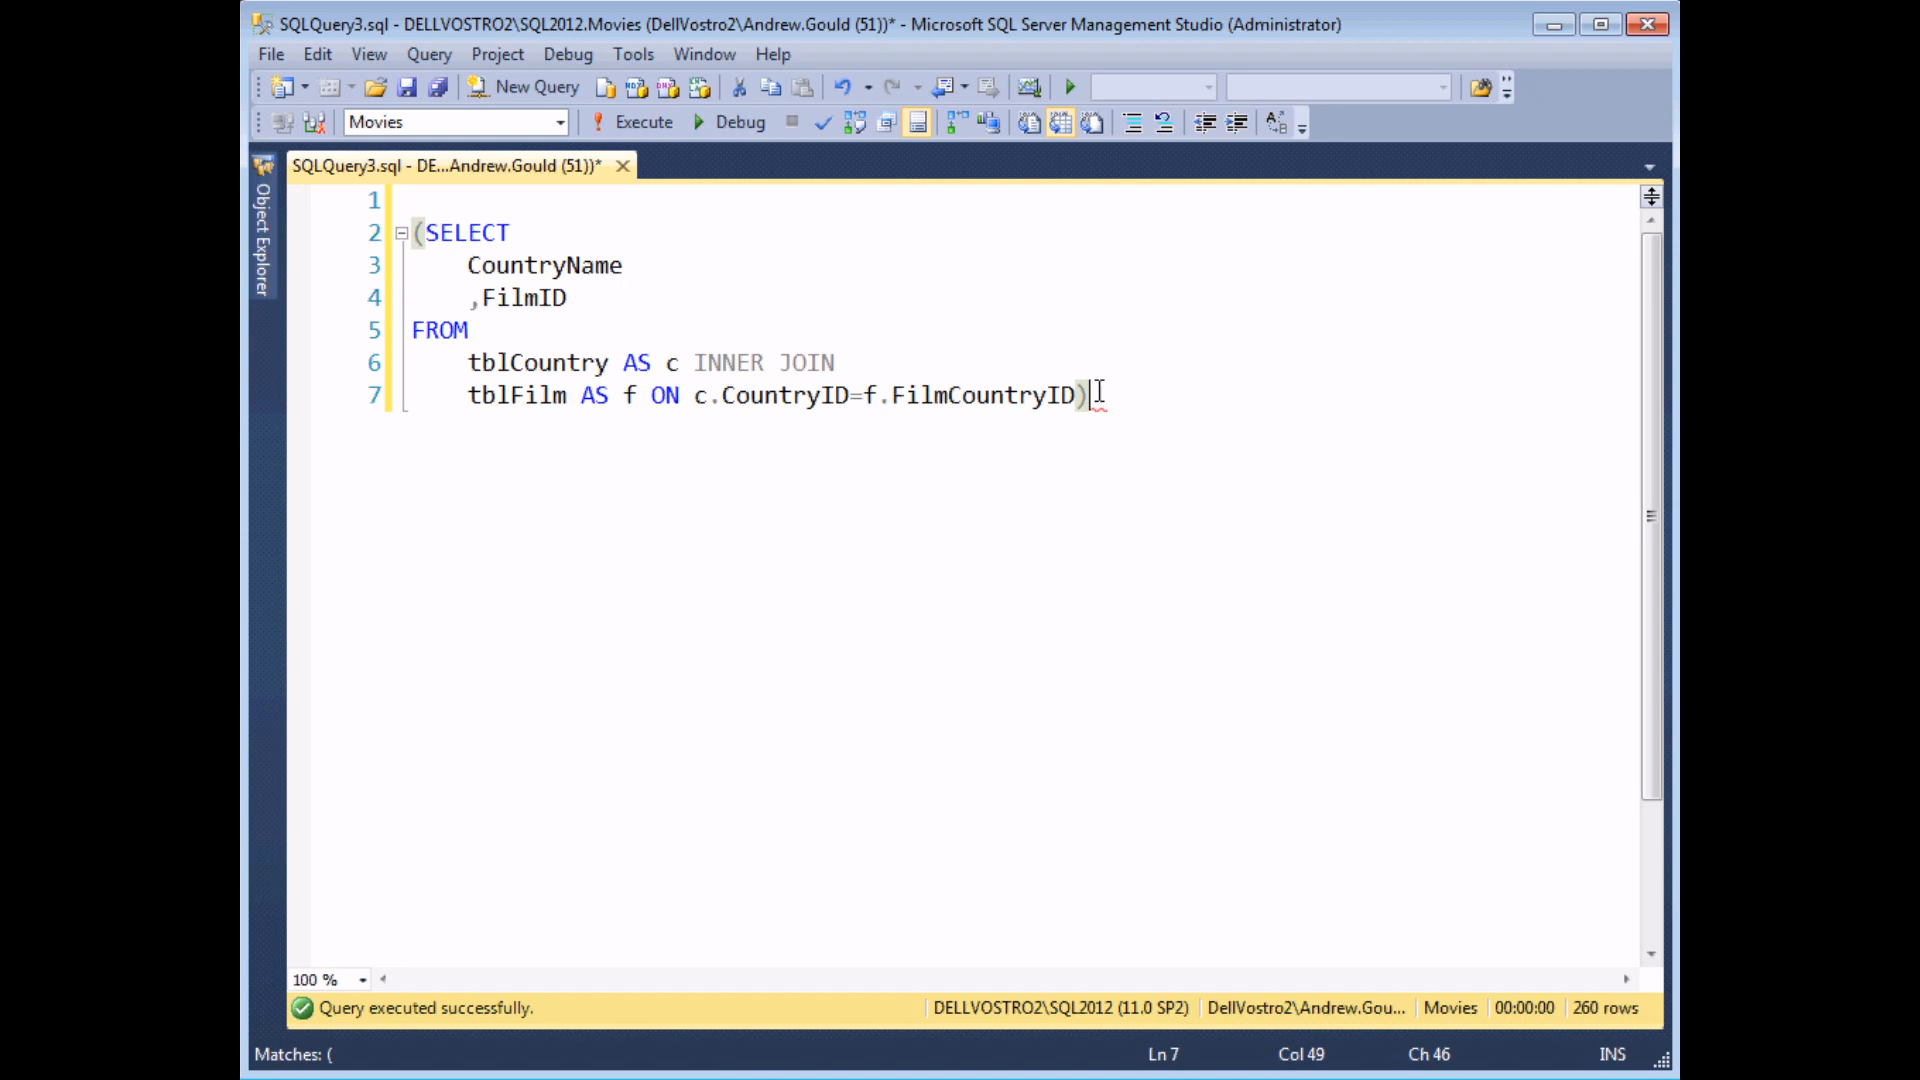 SQLQuery3.sql - DELLVOSTRO2\SQL2012.Movies (DellVostro2\Andrew.Gould (51))* - Microsoft SQL Server Management Studio (Administrator)
File Edit View Query Project Debug Tools Window Help
New Query
Movies Execute Debug
Object Explorer
SQLQuery3.sql - DE...Andrew.Gould (51))*
1
2 (SELECT
3 CountryName
4 ,FilmID
5 FROM
6 tblCountry AS c INNER JOIN
7 tblFilm AS f ON c.CountryID=f.FilmCountryID)
100 %
Query executed successfully. DELLVOSTRO2\SQL2012 (11.0 SP2) DellVostro2\Andrew.Gou... Movies 00:00:00 260 rows
Matches: ( Ln 7 Col 49 Ch 46 INS